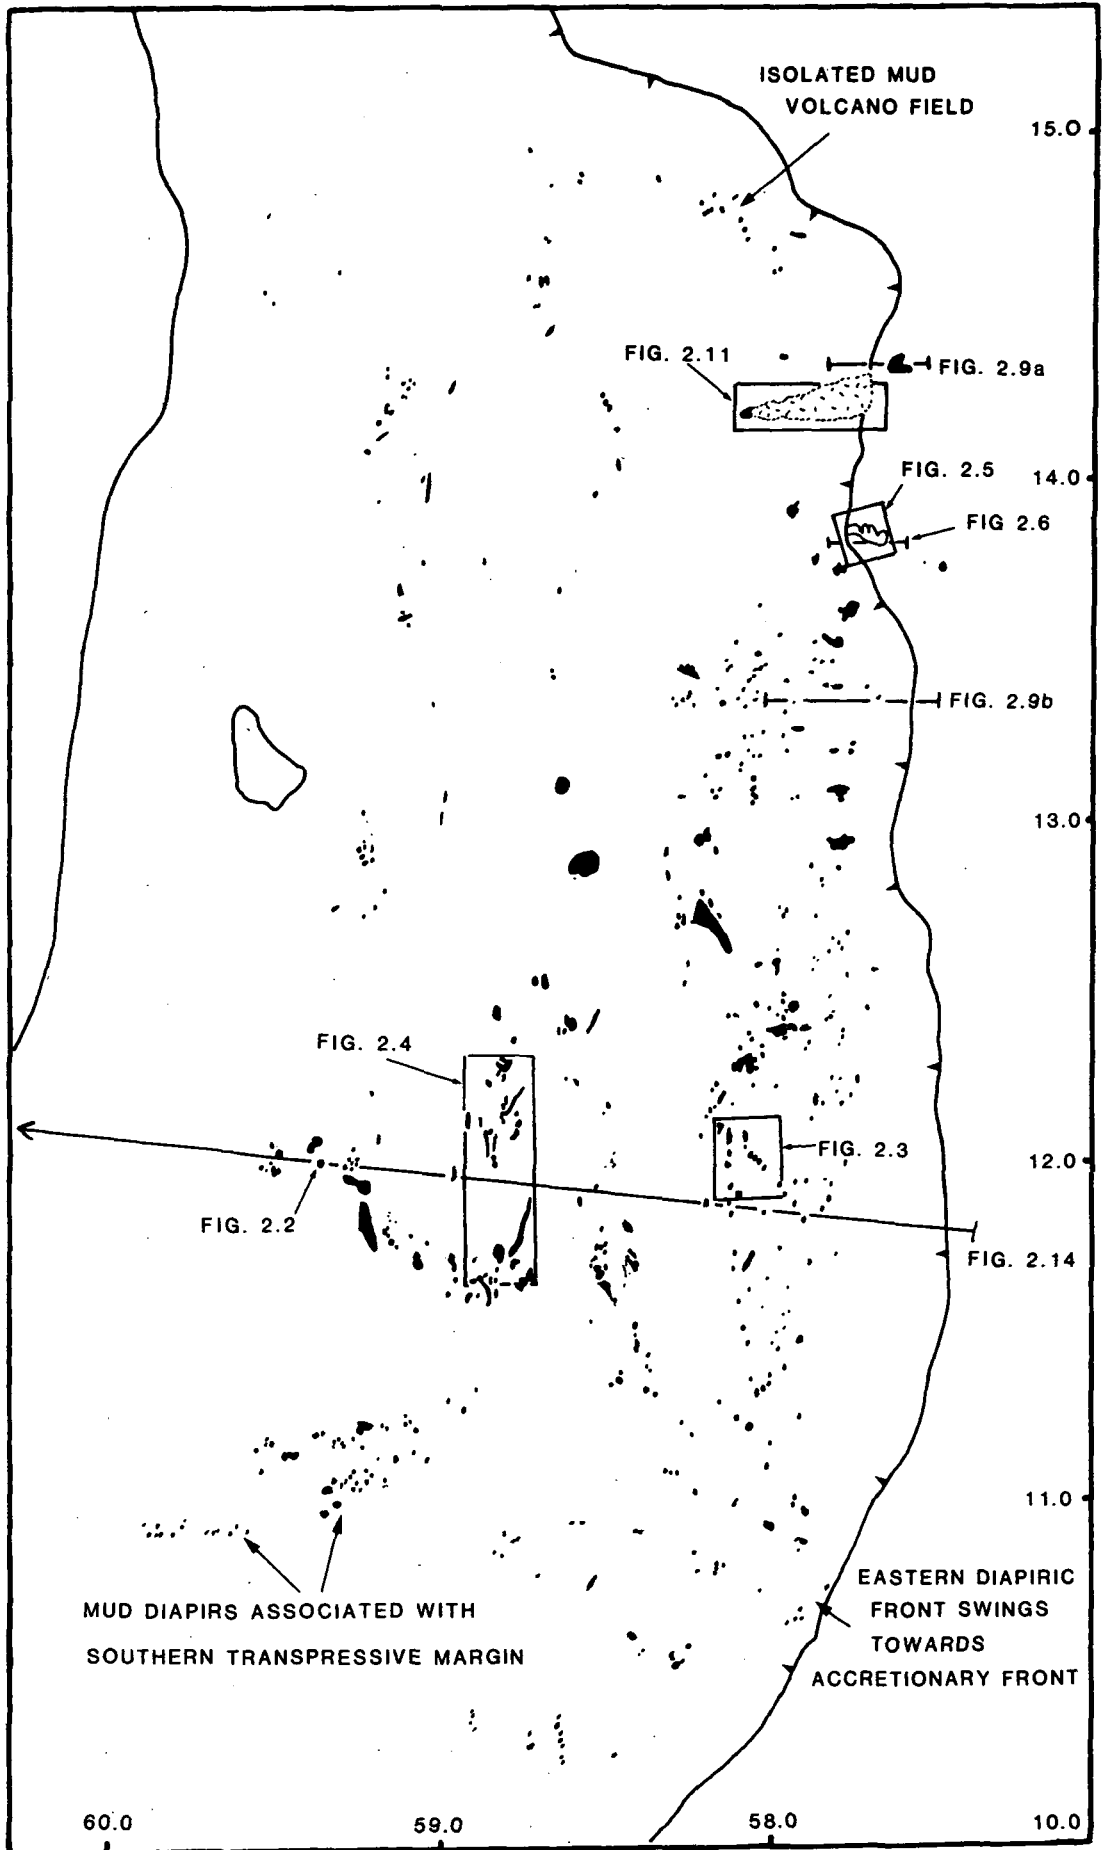 ISOLATED MUD
VOLCANO FIELD
15.0
FIG. 2.11
FIG. 2.9a
FIG. 2.5
14.0
FIG 2.6
FIG. 2.9b
13.0
FIG. 2.4
FIG. 2.3
12.0
FIG. 2.2
FIG. 2.14
11.0
MUD DIAPIRS ASSOCIATED WITH
SOUTHERN TRANSPRESSIVE MARGIN
EASTERN DIAPIRIC
FRONT SWINGS
TOWARDS
ACCRETIONARY FRONT
60.0
59.0
58.0
10.0